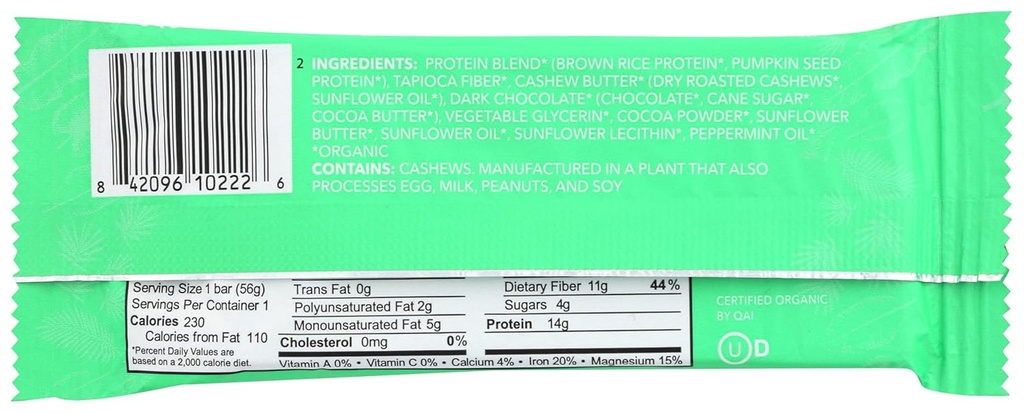 2 INGREDIENTS: PROTEIN BLEND* (BROWN RICE PROTEIN*, PUMPKIN SEED
PROTEIN*), TAPIOCA FIBER*, CASHEW BUTTER* (DRY ROASTED CASHEWS*,
SUNFLOWER OIL*), DARK CHOCOLATE* (CHOCOLATE*, CANE SUGAR*,
COCOA BUTTER*), VEGETABLE GLYCERIN*, COCOA POWDER*, SUNFLOWER
BUTTER*, SUNFLOWER OIL*, SUNFLOWER LECITHIN*, PEPPERMINT OIL*
*ORGANIC
CONTAINS: CASHEWS. MANUFACTURED IN A PLANT THAT ALSO
PROCESSES EGG, MILK, PEANUTS, AND SOY
8 42096 10222 6
Serving Size 1 bar (56g)
Servings Per Container 1
Calories 230
Calories from Fat 110
*Percent Daily Values are
based on a 2,000 calorie diet.
Trans Fat 0g
Polyunsaturated Fat 2g
Monounsaturated Fat 5g
Cholesterol 0mg 0%
Dietary Fiber 11g 44%
Sugars 4g
Protein 14g
Vitamin A 0% • Vitamin C 0% • Calcium 4% • Iron 20% • Magnesium 15%
CERTIFIED ORGANIC
BY QAI
U D